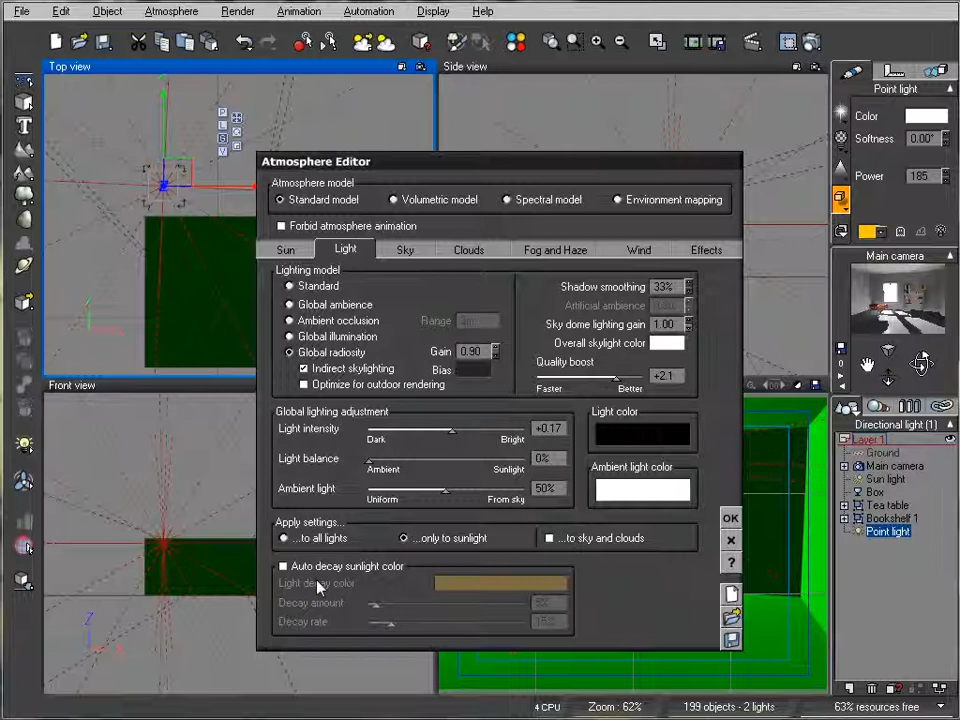 File Edit Object Atmosphere Render Animation Automation Display Help
Top view
Side view
Point light
Color
Softness 0.00°
Power 185
P
L
S
V
G
Atmosphere Editor
Atmosphere model
Standard model Volumetric model Spectral model Environment mapping
Forbid atmosphere animation
Sun Light Sky Clouds Fog and Haze Wind Effects
Lighting model
Standard
Global ambience
Ambient occlusion Range
Global illumination
Global radiosity Gain 0.90
Indirect skylighting Bias
Optimize for outdoor rendering
Shadow smoothing 33%
Artificial ambience
Sky dome lighting gain 1.00
Overall skylight color
Quality boost
+2.1
Faster Better
Global lighting adjustment
Light intensity +0.17
Dark Bright
Light balance 0%
Ambient Sunlight
Ambient light 50%
Uniform From sky
Light color
Ambient light color
Apply settings...
...to all lights ...only to sunlight ...to sky and clouds
Auto decay sunlight color
Light decay color
Decay amount
Decay rate 15%
OK
?
Main camera
Front view
Directional light (1)
Layer 1
Ground
Main camera
Sun light
Box
Tea table
Bookshelf 1
Point light
Z
4 CPU Zoom : 62% 199 objects - 2 lights 63% resources free